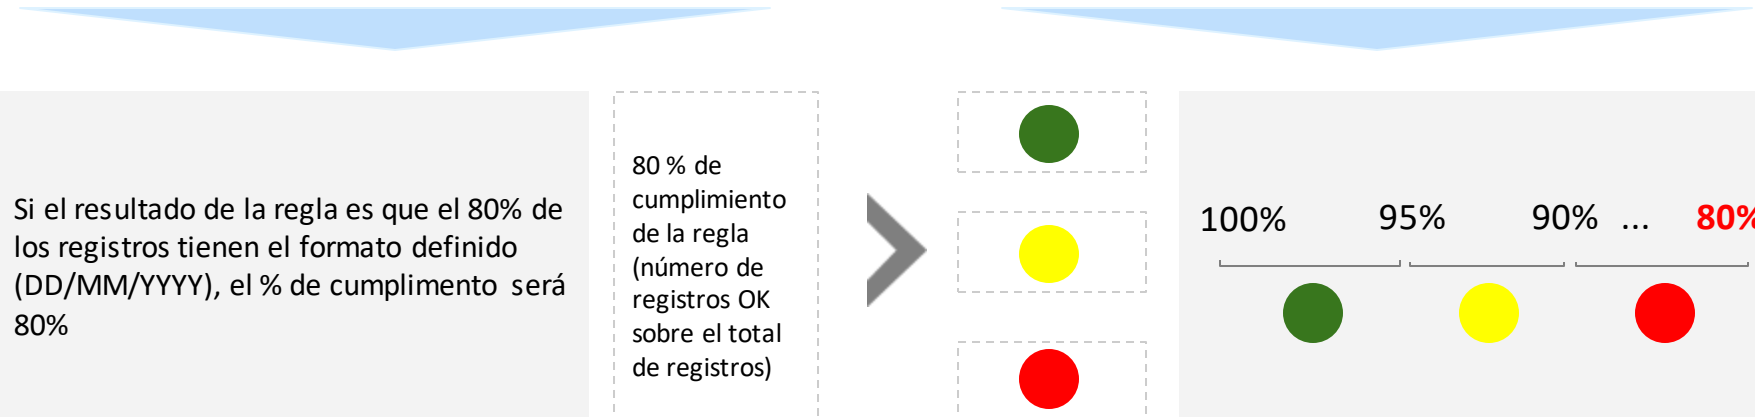 Si el resultado de la regla es que el 80% de
los registros tienen el formato definido
(DD/MM/YYYY), el % de cumplimento será
80%
80 % de
cumplimiento
de la regla
(número de
registros OK
sobre el total
de registros)
100% 95% 90% ... 80%